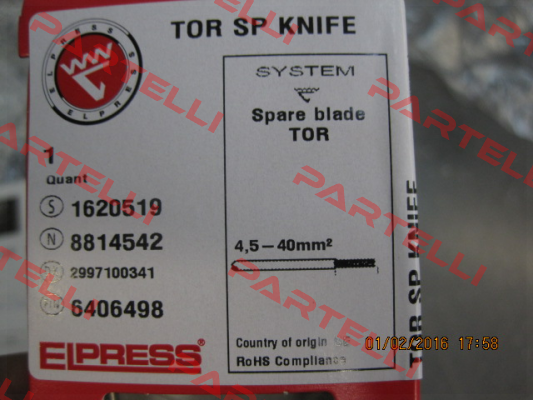 TOR SP KNIFE
ELPRESS
ELPRESS
SYSTEM
Spare blade
TOR
1
Quant
S 1620519
N 8814542
2997100341
6406498
4,5-40mm²
ELPRESS®
Country of origin
RoHS Compliance
TOR SP KNIFE
01/02/2016 17:58
PARTELLI
PARTELLI
PARTELLI
PARTELLI
PARTELLI